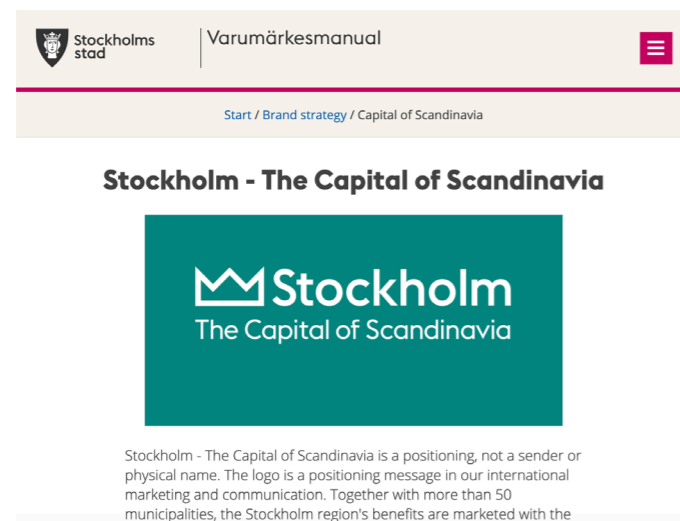 Stockholms
stad
Varumärkesmanual
Start / Brand strategy / Capital of Scandinavia
Stockholm - The Capital of Scandinavia
Stockholm
The Capital of Scandinavia
Stockholm - The Capital of Scandinavia is a positioning, not a sender or
physical name. The logo is a positioning message in our international
marketing and communication. Together with more than 50
municipalities, the Stockholm region's benefits are marketed with the